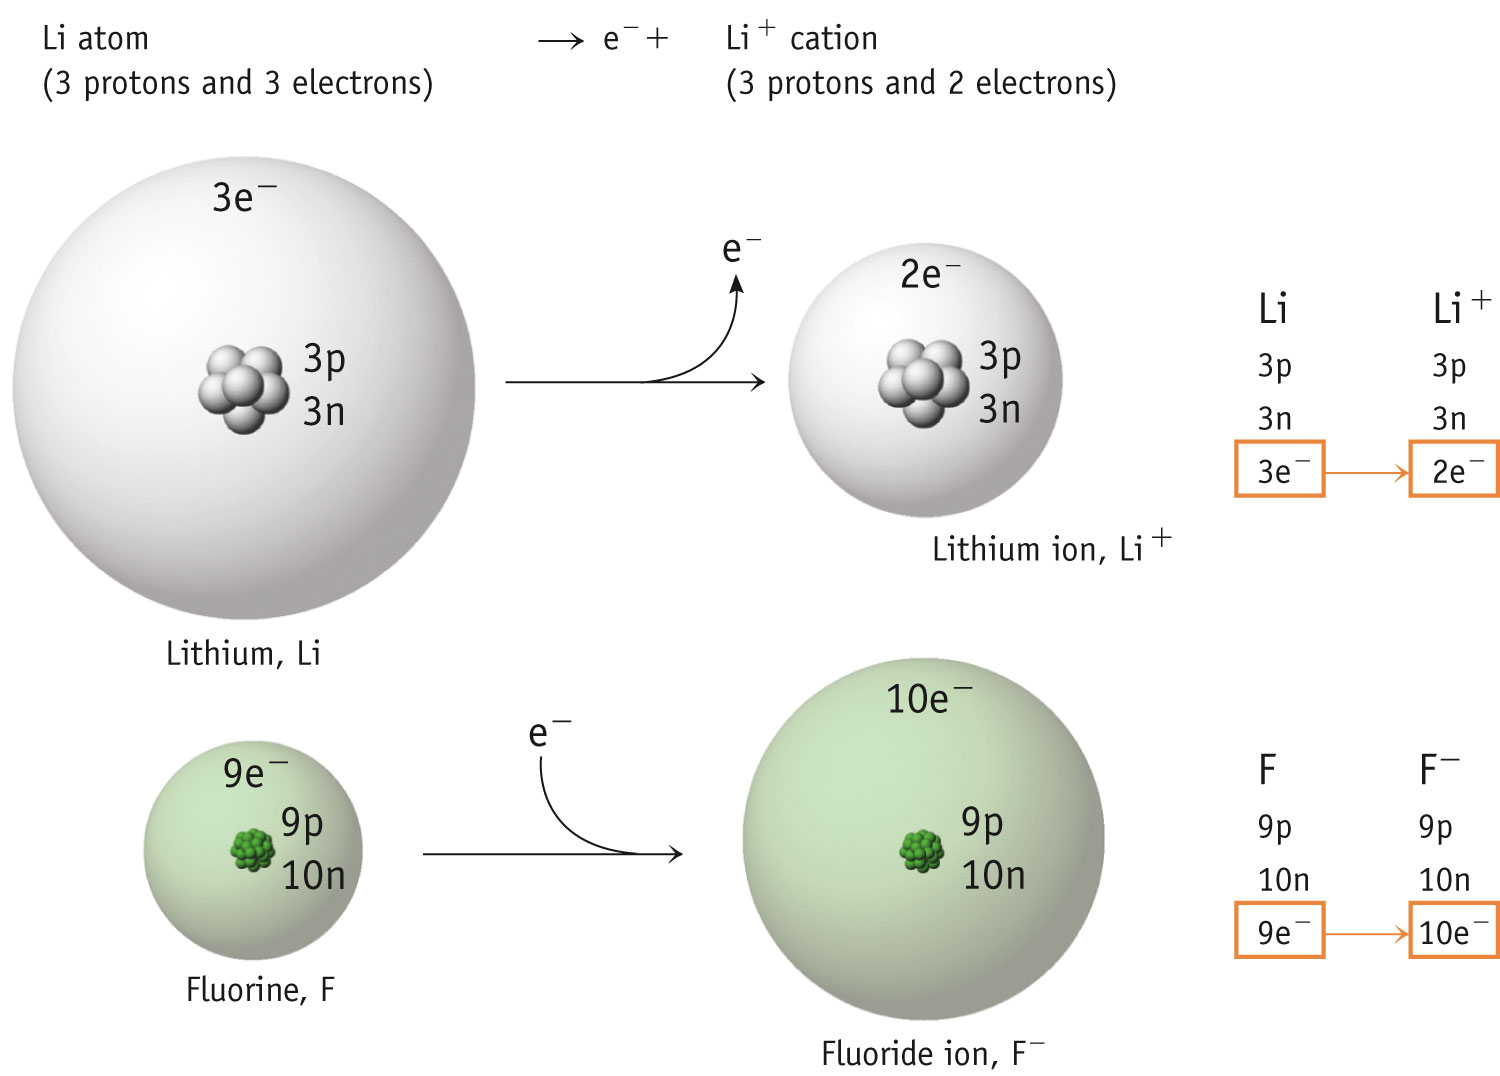 Li atom → e⁻ + Li⁺ cation
(3 protons and 3 electrons) (3 protons and 2 electrons)
3e⁻
3p
3n
e⁻
2e⁻
3p
3n
Li Li⁺
3p 3p
3n 3n
3e⁻ 2e⁻
Lithium ion, Li⁺
Lithium, Li
9e⁻
9p
10n
e⁻
10e⁻
9p
10n
F F⁻
9p 9p
10n 10n
9e⁻ 10e⁻
Fluorine, F
Fluoride ion, F⁻